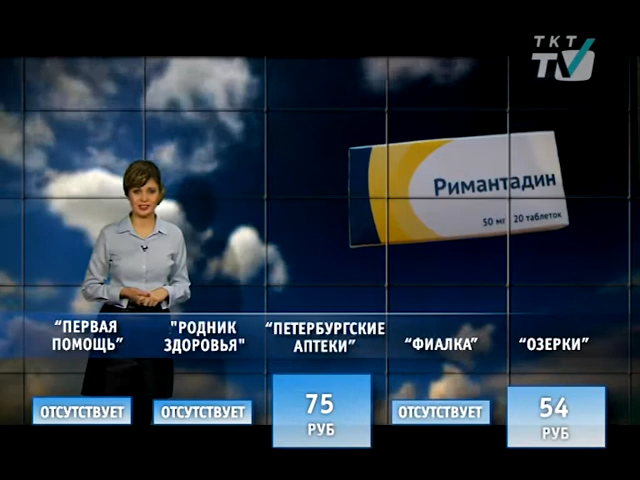 ТКТ
TV
Римантадин
50 мг 20 таблеток
“ПЕРВАЯ
ПОМОЩЬ”
"РОДНИК
ЗДОРОВЬЯ"
“ПЕТЕРБУРГСКИЕ
АПТЕКИ”
“ФИАЛКА”
“ОЗЕРКИ”
ОТСУТСТВУЕТ
ОТСУТСТВУЕТ
75
РУБ
ОТСУТСТВУЕТ
54
РУБ